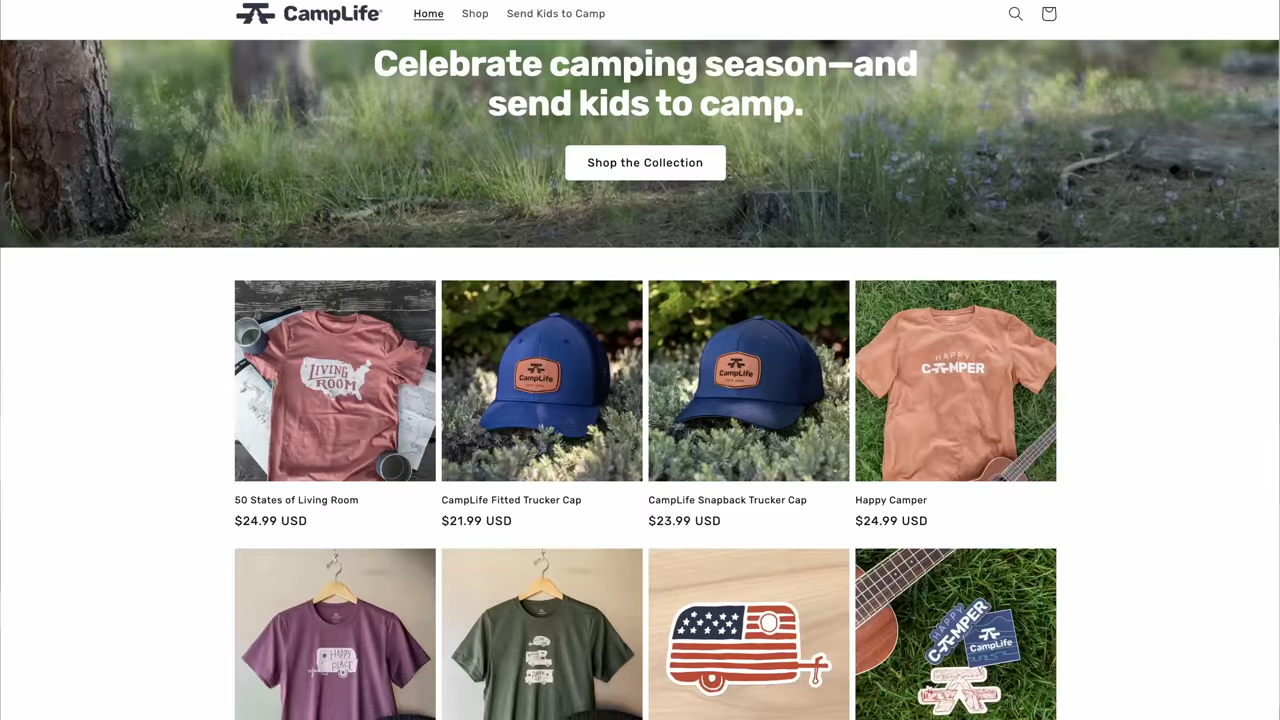 CampLife®
Home
Shop
Send Kids to Camp
Celebrate camping season—and
send kids to camp.
Shop the Collection
LIVING
ROOM
CampLife
CampLife
HAPPY
CAMPER
50 States of Living Room
CampLife Fitted Trucker Cap
CampLife Snapback Trucker Cap
Happy Camper
$24.99 USD
$21.99 USD
$23.99 USD
$24.99 USD
HAPPY
PLACE
HAPPY
CAMPER
CampLife